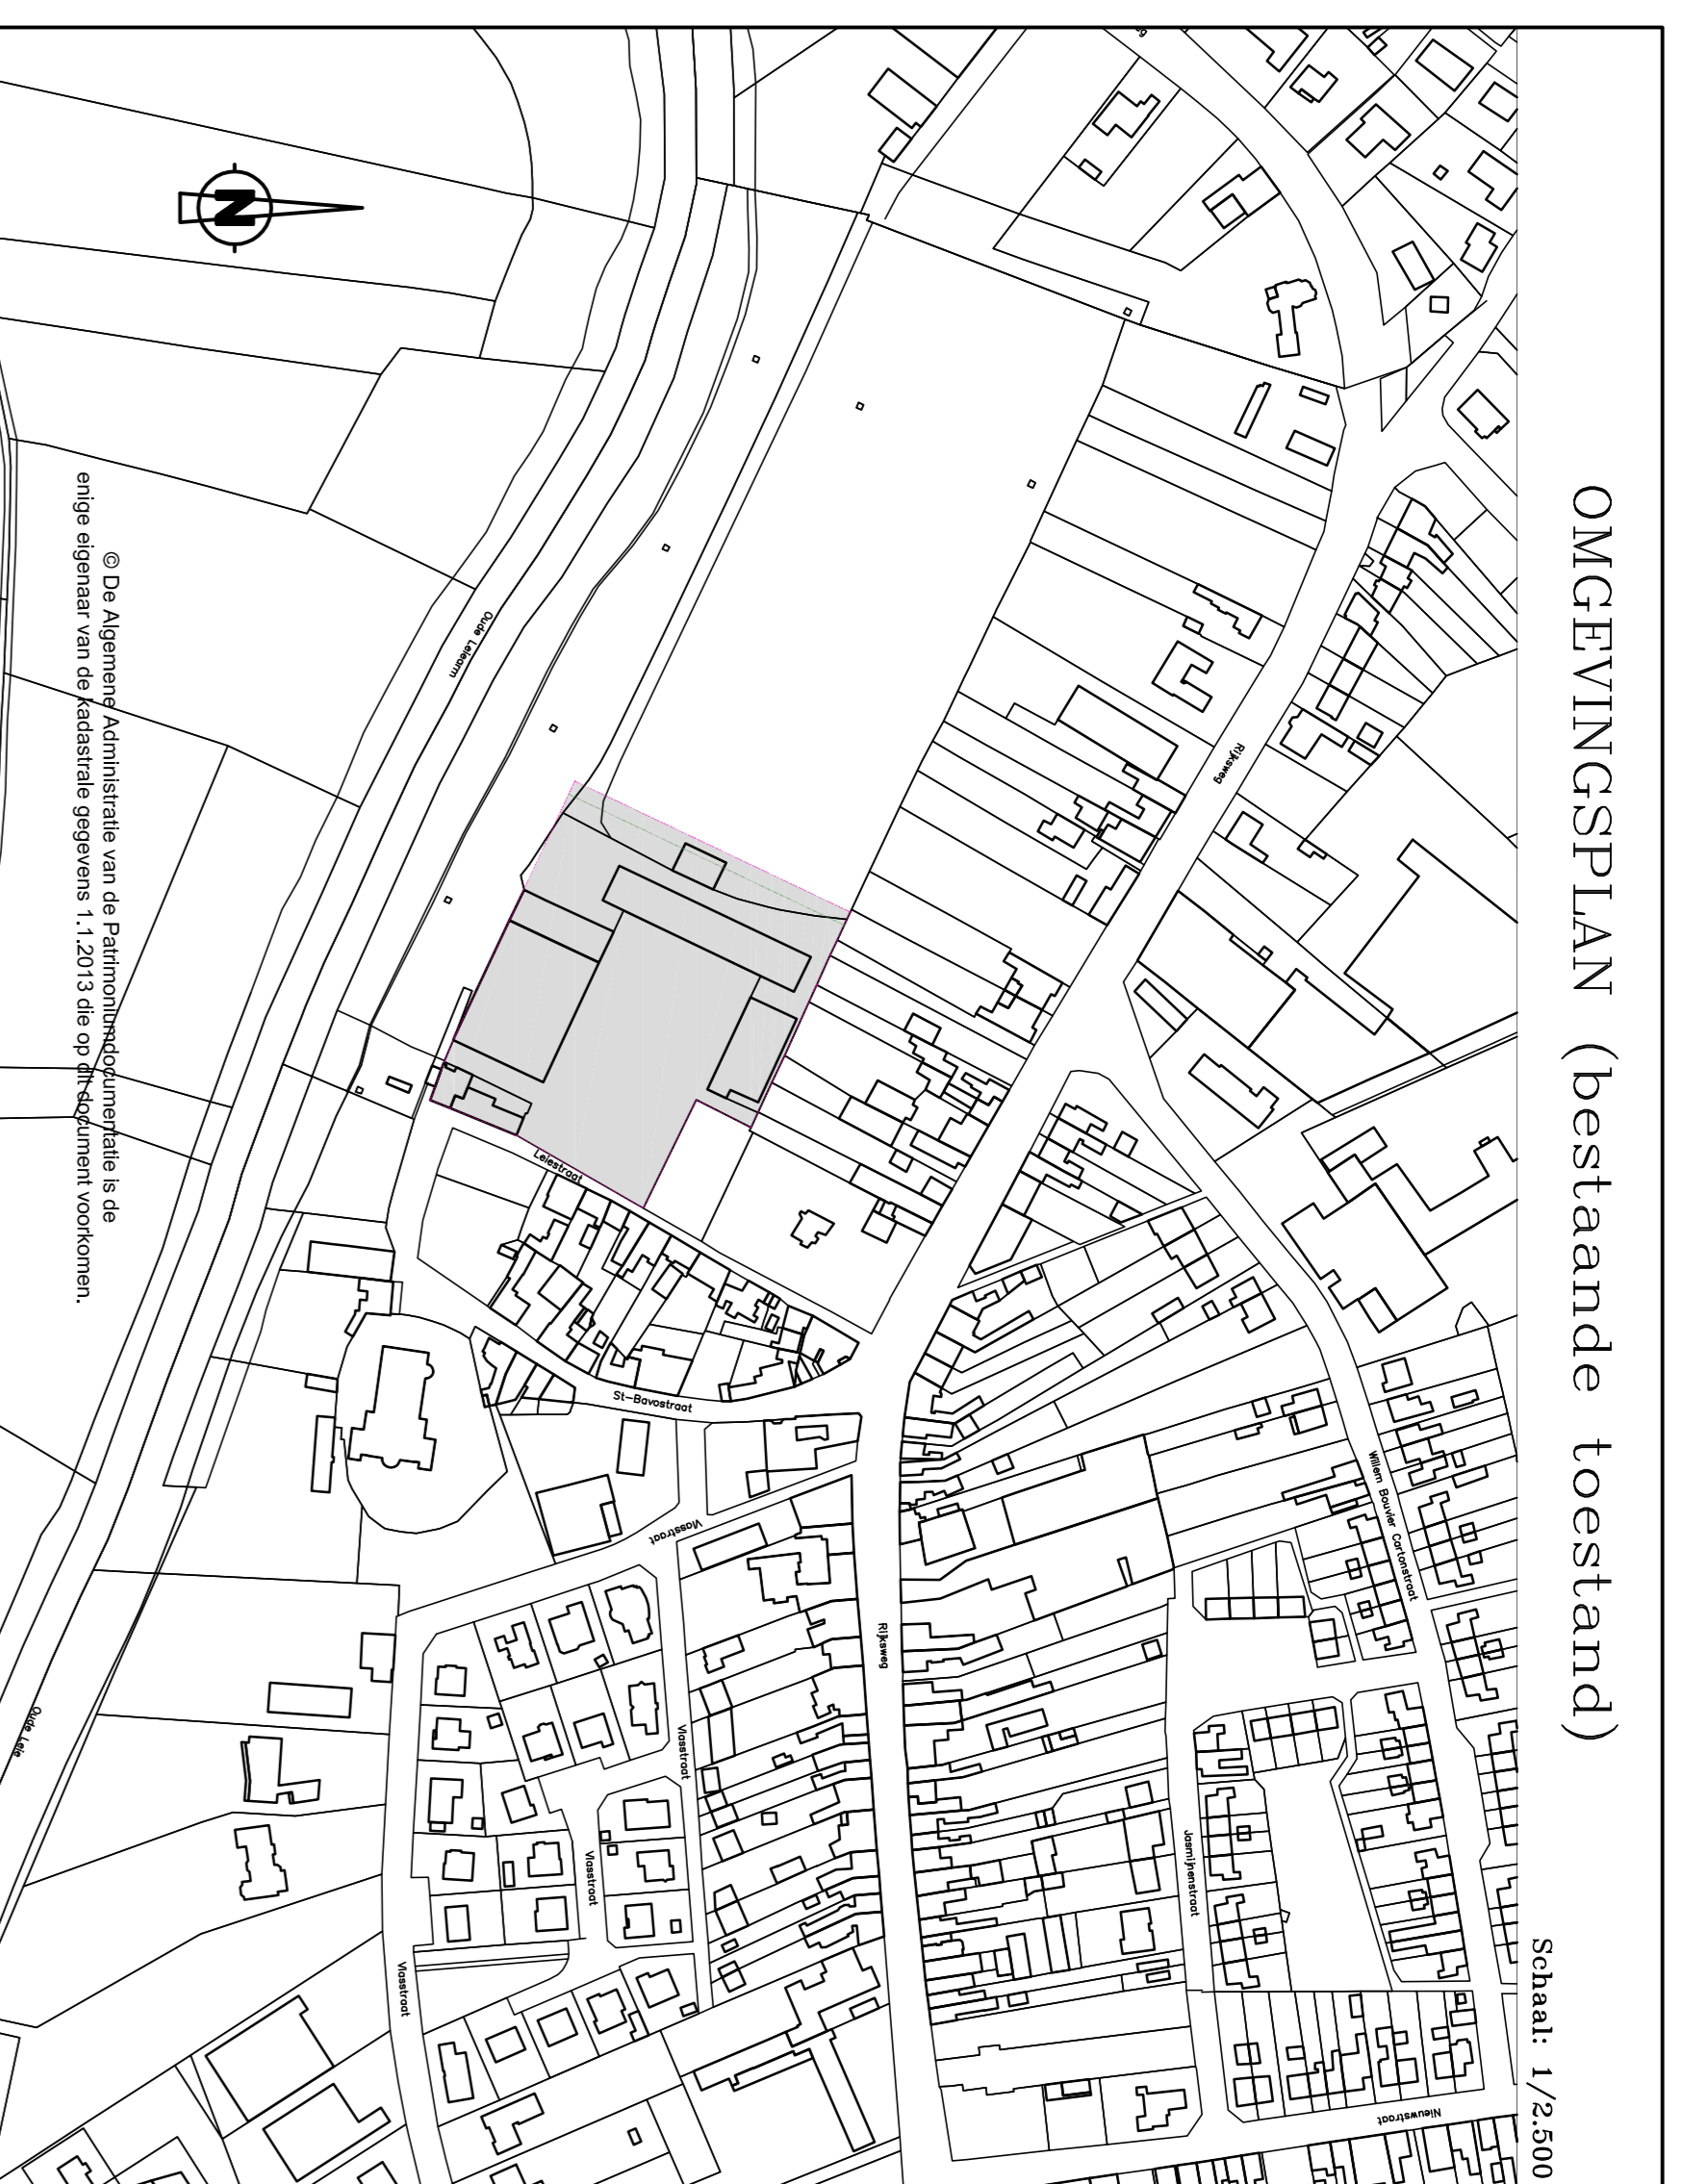 OMGEVINGSPLAN (bestaande toestand)
Schaal: 1/2.500
N
Rijksweg
Willem Bouvier Cartonstraat
Oude Leiearm
Leiestraat
St-Bavostraat
Vlasstraat
Rijksweg
Vlasstraat
Jasmijnenstraat
Vlasstraat
Vlasstraat
Nieuwstraat
Oude Leie
© De Algemene Administratie van de Patrimoniumdocumentatie is de
enige eigenaar van de kadastrale gegevens 1.1.2013 die op dit document voorkomen.